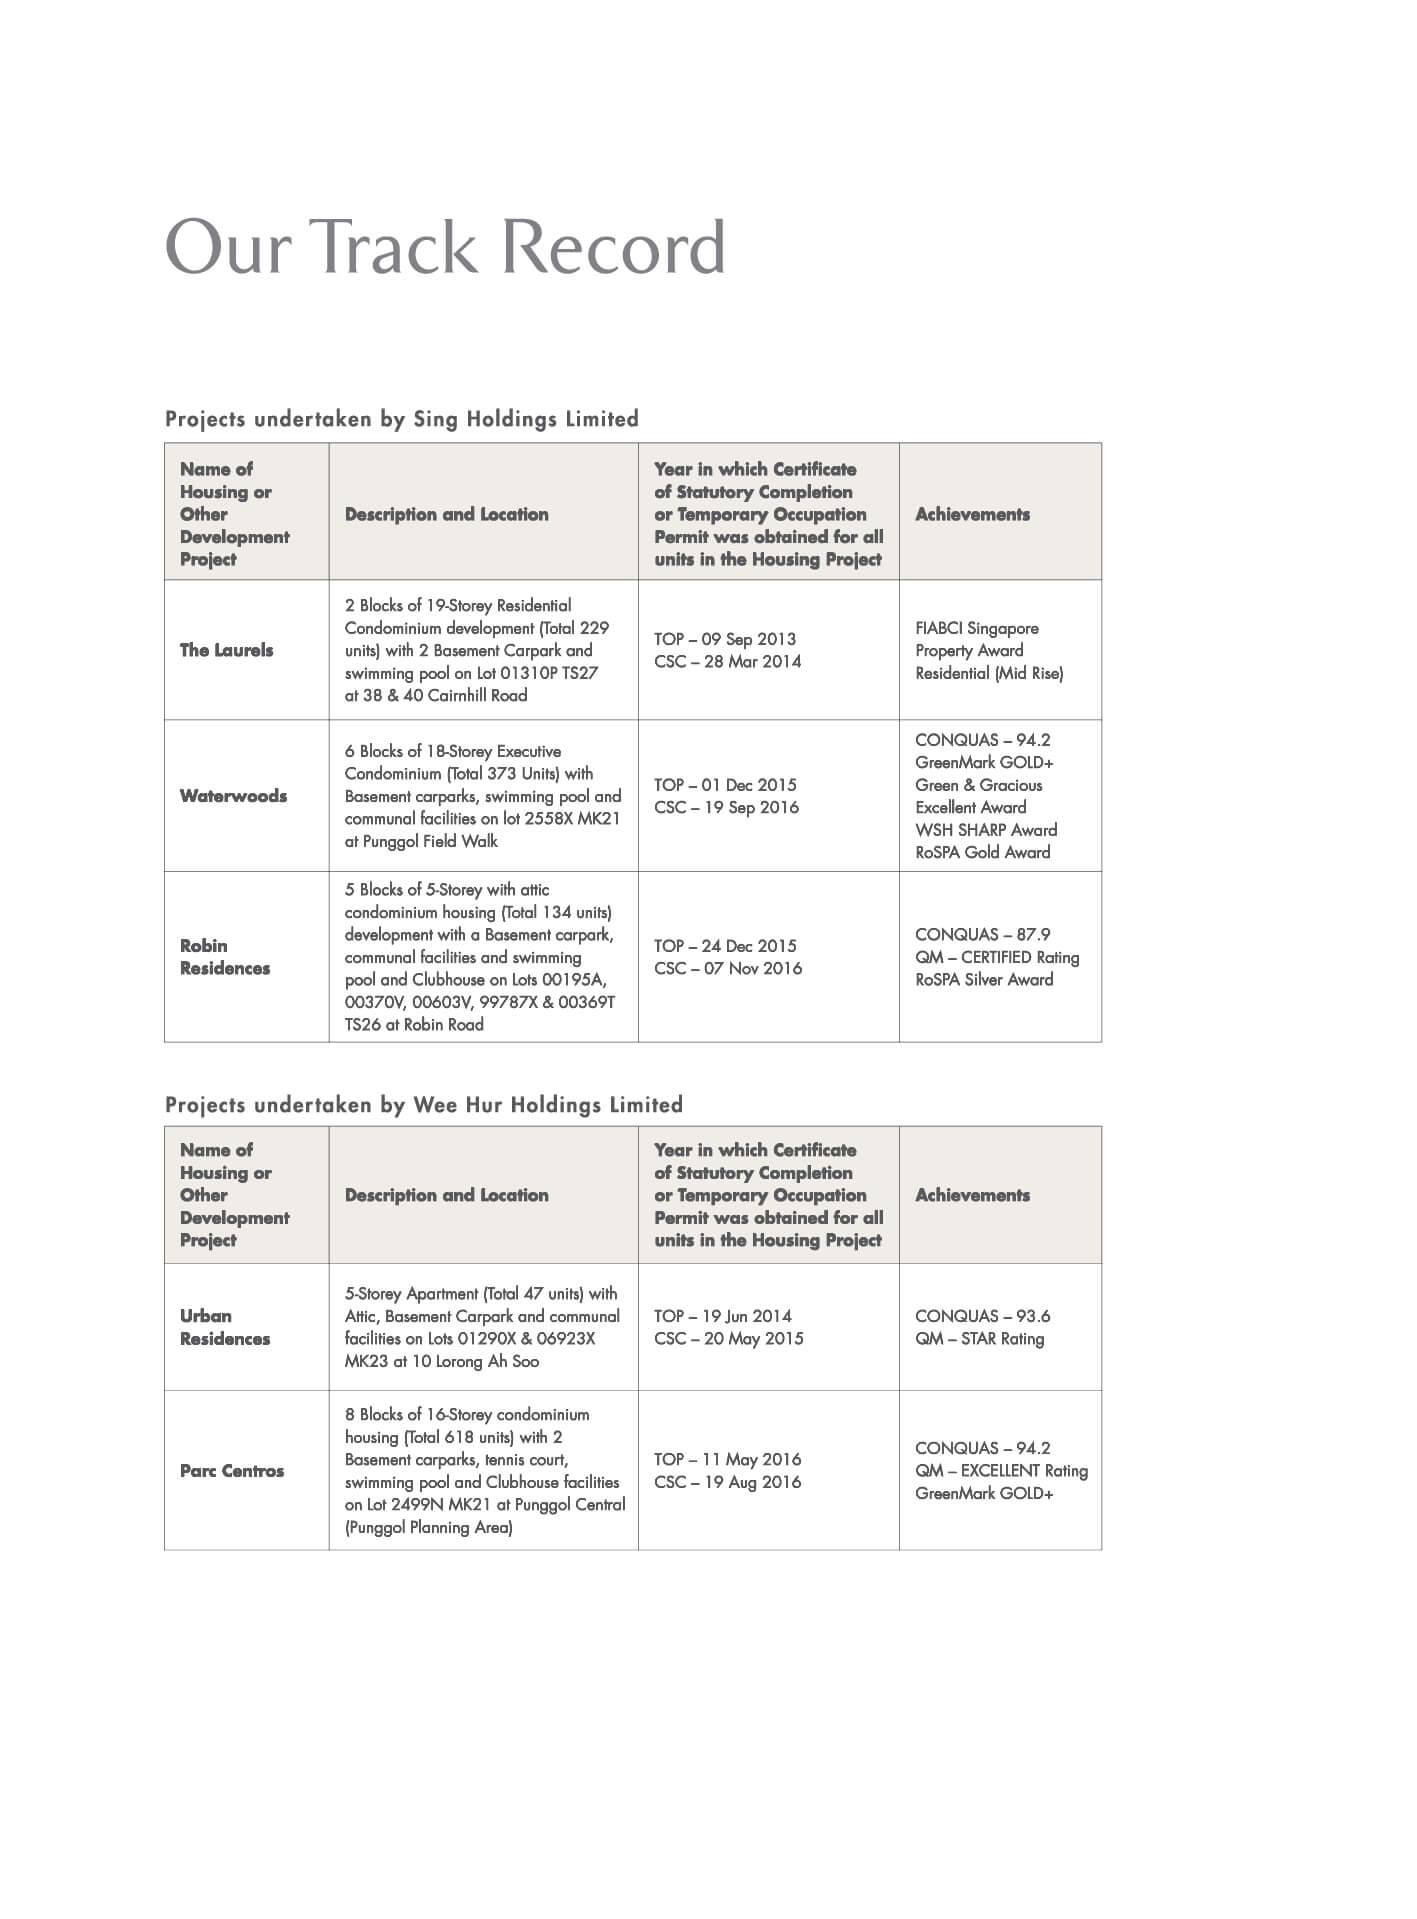 Our Track Record
Projects undertaken by Sing Holdings Limited
Name of
Housing or
Other
Development
Project
Description and Location
Year in which Certificate
of Statutory Completion
or Temporary Occupation
Permit was obtained for all
units in the Housing Project
Achievements
The Laurels
2 Blocks of 19-Storey Residential
Condominium development (Total 229
units) with 2 Basement Carpark and
swimming pool on Lot 01310P TS27
at 38 & 40 Cairnhill Road
TOP – 09 Sep 2013
CSC – 28 Mar 2014
FIABCI Singapore
Property Award
Residential (Mid Rise)
Waterwoods
6 Blocks of 18-Storey Executive
Condominium (Total 373 Units) with
Basement carparks, swimming pool and
communal facilities on lot 2558X MK21
at Punggol Field Walk
TOP – 01 Dec 2015
CSC – 19 Sep 2016
CONQUAS – 94.2
GreenMark GOLD+
Green & Gracious
Excellent Award
WSH SHARP Award
RoSPA Gold Award
Robin
Residences
5 Blocks of 5-Storey with attic
condominium housing (Total 134 units)
development with a Basement carpark,
communal facilities and swimming
pool and Clubhouse on Lots 00195A,
00370V, 00603V, 99787X & 00369T
TS26 at Robin Road
TOP – 24 Dec 2015
CSC – 07 Nov 2016
CONQUAS – 87.9
QM – CERTIFIED Rating
RoSPA Silver Award
Projects undertaken by Wee Hur Holdings Limited
Name of
Housing or
Other
Development
Project
Description and Location
Year in which Certificate
of Statutory Completion
or Temporary Occupation
Permit was obtained for all
units in the Housing Project
Achievements
Urban
Residences
5-Storey Apartment (Total 47 units) with
Attic, Basement Carpark and communal
facilities on Lots 01290X & 06923X
MK23 at 10 Lorong Ah Soo
TOP – 19 Jun 2014
CSC – 20 May 2015
CONQUAS – 93.6
QM – STAR Rating
Parc Centros
8 Blocks of 16-Storey condominium
housing (Total 618 units) with 2
Basement carparks, tennis court,
swimming pool and Clubhouse facilities
on Lot 2499N MK21 at Punggol Central
(Punggol Planning Area)
TOP – 11 May 2016
CSC – 19 Aug 2016
CONQUAS – 94.2
QM – EXCELLENT Rating
GreenMark GOLD+